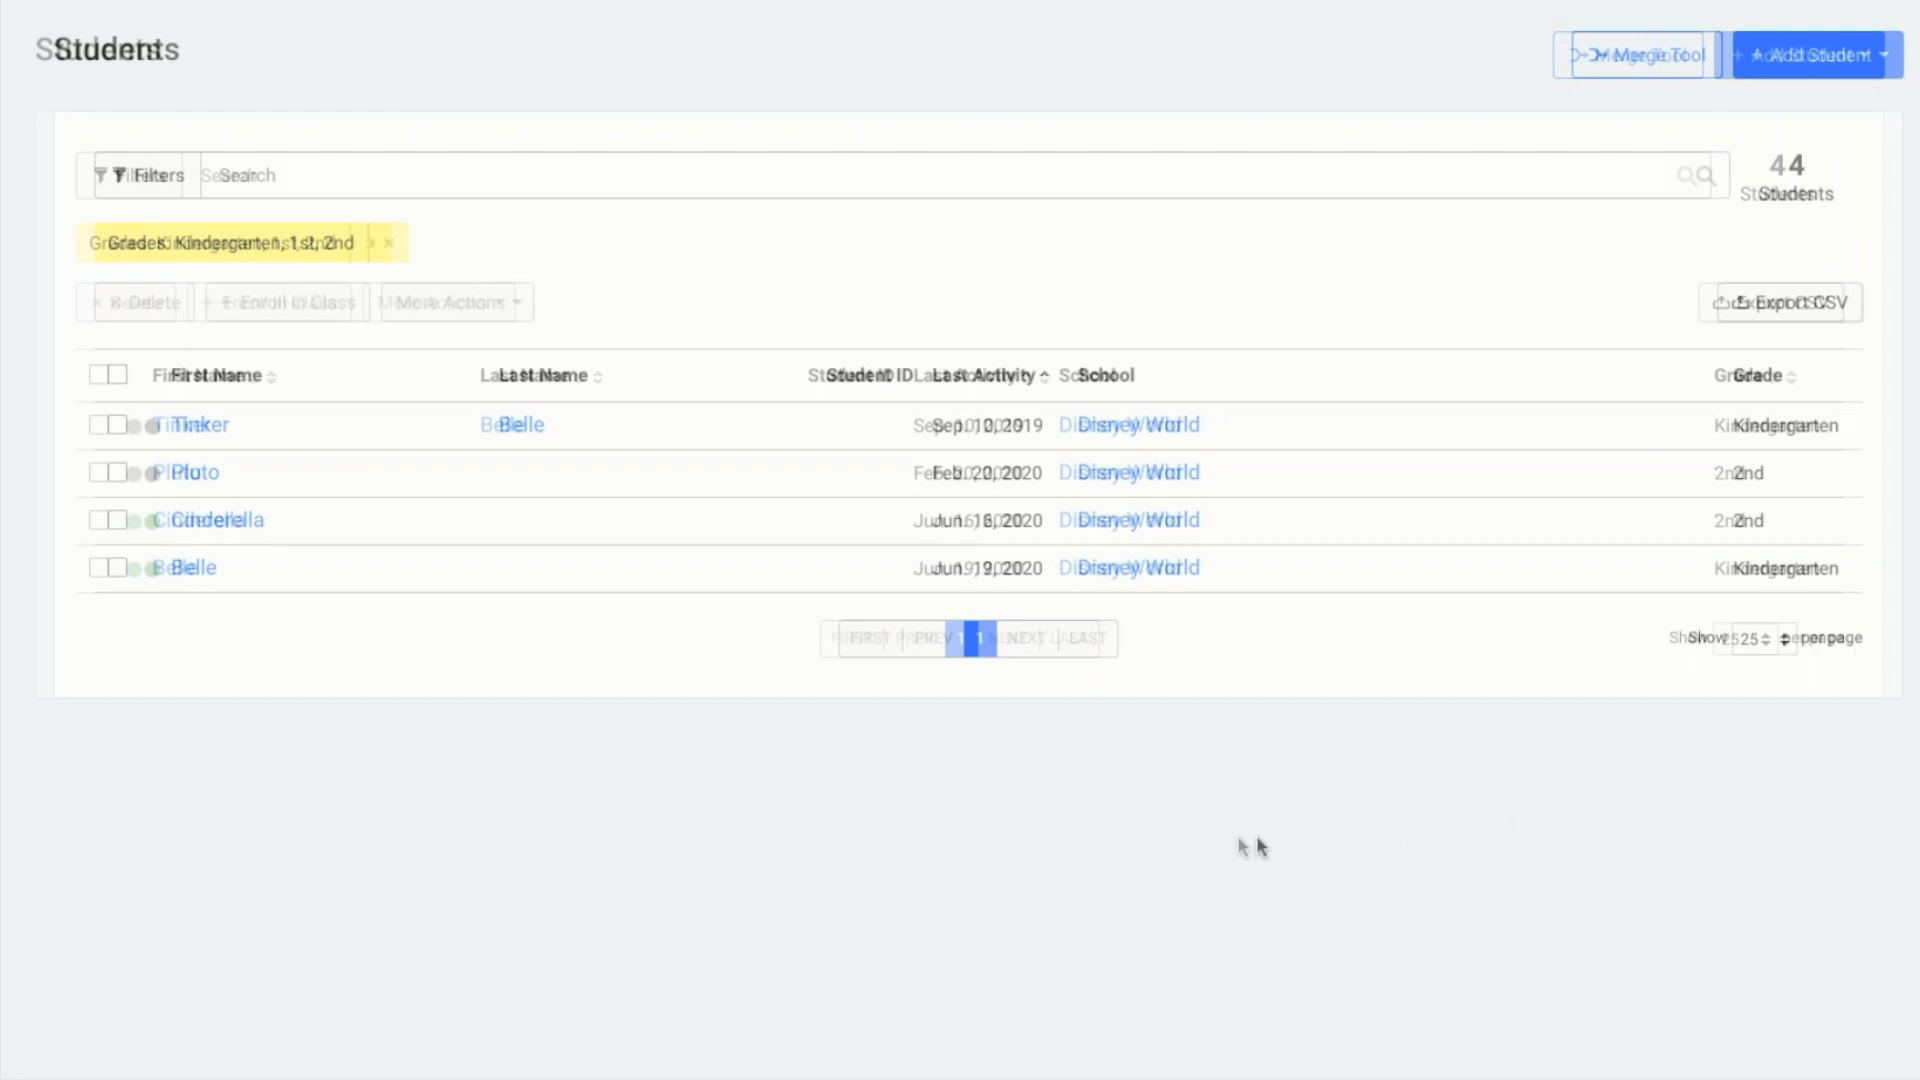 Students
Merge Tool + Add Student
Filters Search 4
Students
Grades: Kindergarten, 1st, 2nd ×
× Delete + Enroll in Class More Actions Export CSV
First Name Last Name Student ID Last Activity School Grade
Tinker Belle Sep. 10, 2019 Disney World Kindergarten
Pluto Feb. 20, 2020 Disney World 2nd
Cinderella Jun. 16, 2020 Disney World 2nd
Belle Jun. 19, 2020 Disney World Kindergarten
FIRST PREV 1 NEXT LAST Show 25 per page